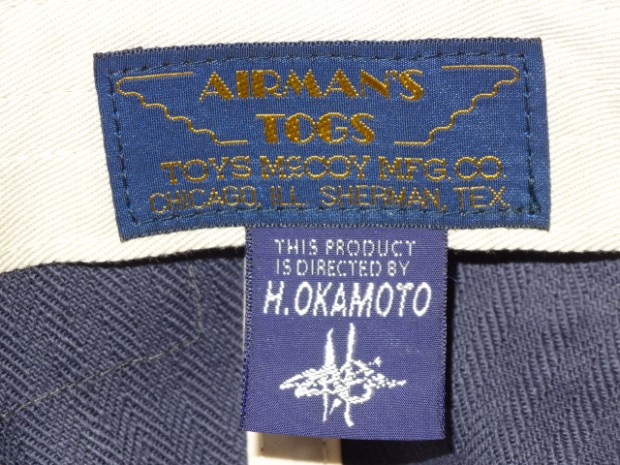 AIRMAN'S
TOGS
TOYS McCOY MFG.CO.
CHICAGO, ILL. SHERMAN, TEX.
THIS PRODUCT
IS DIRECTED BY
H.OKAMOTO